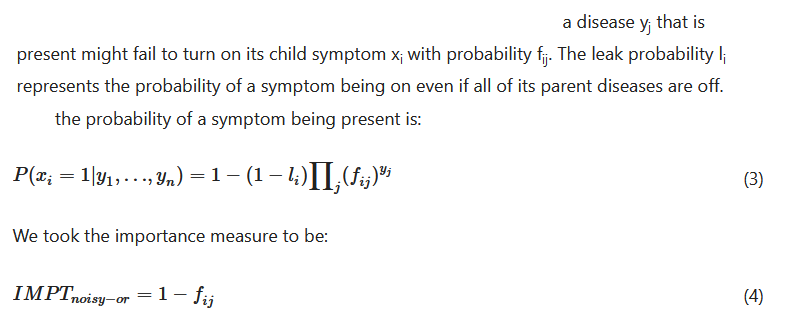 a disease yⱼ that is
present might fail to turn on its child symptom xᵢ with probability fᵢⱼ. The leak probability lᵢ
represents the probability of a symptom being on even if all of its parent diseases are off.
the probability of a symptom being present is:
P(xᵢ = 1|y₁, …, yₙ) = 1 − (1 − lᵢ)∏ⱼ(fᵢⱼ)^yⱼ (3)
We took the importance measure to be:
IMPTₙₒᵢₛᵧ₋ₒᵣ = 1 − fᵢⱼ (4)